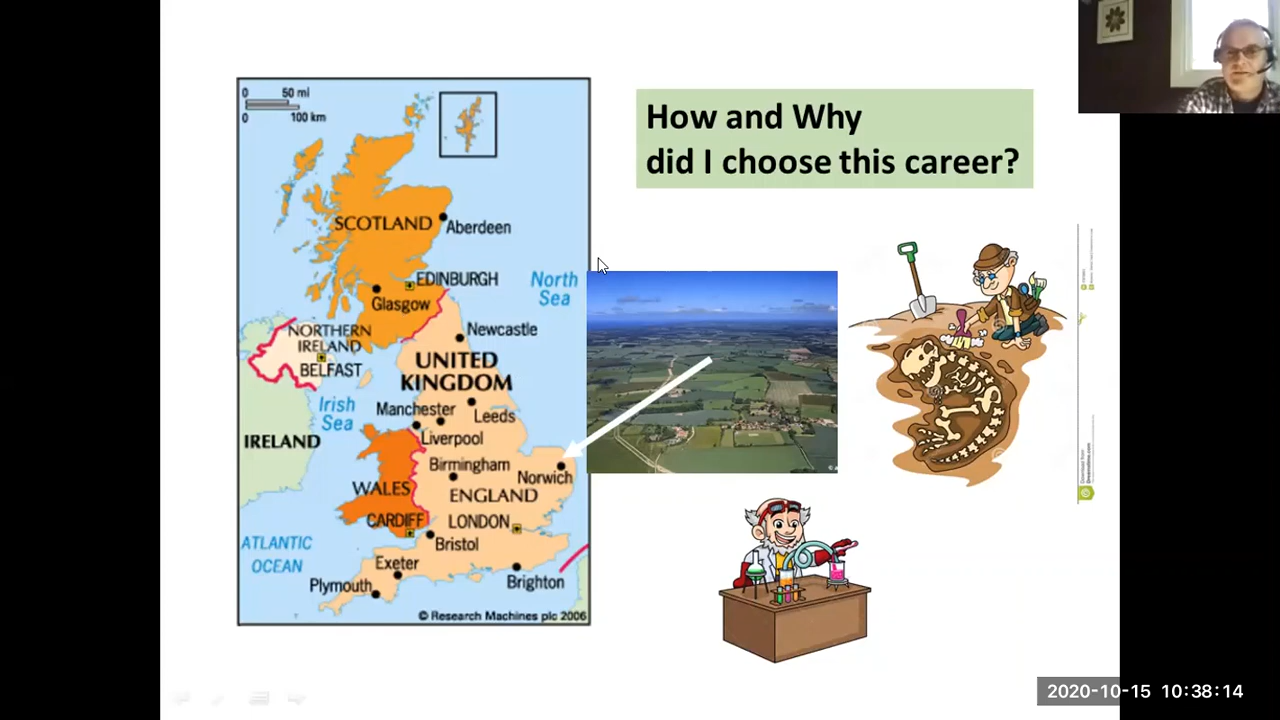 How and Why
did I choose this career?
0 50 mi
0 100 km
SCOTLAND
Aberdeen
EDINBURGH
Glasgow
North
Sea
NORTHERN
IRELAND
BELFAST
Newcastle
UNITED
KINGDOM
Irish
Sea
Manchester
Leeds
IRELAND
Liverpool
Birmingham
Norwich
WALES
ENGLAND
CARDIFF
LONDON
Bristol
ATLANTIC
OCEAN
Exeter
Plymouth
Brighton
© Research Machines plc 2006
2020-10-15 10:38:14